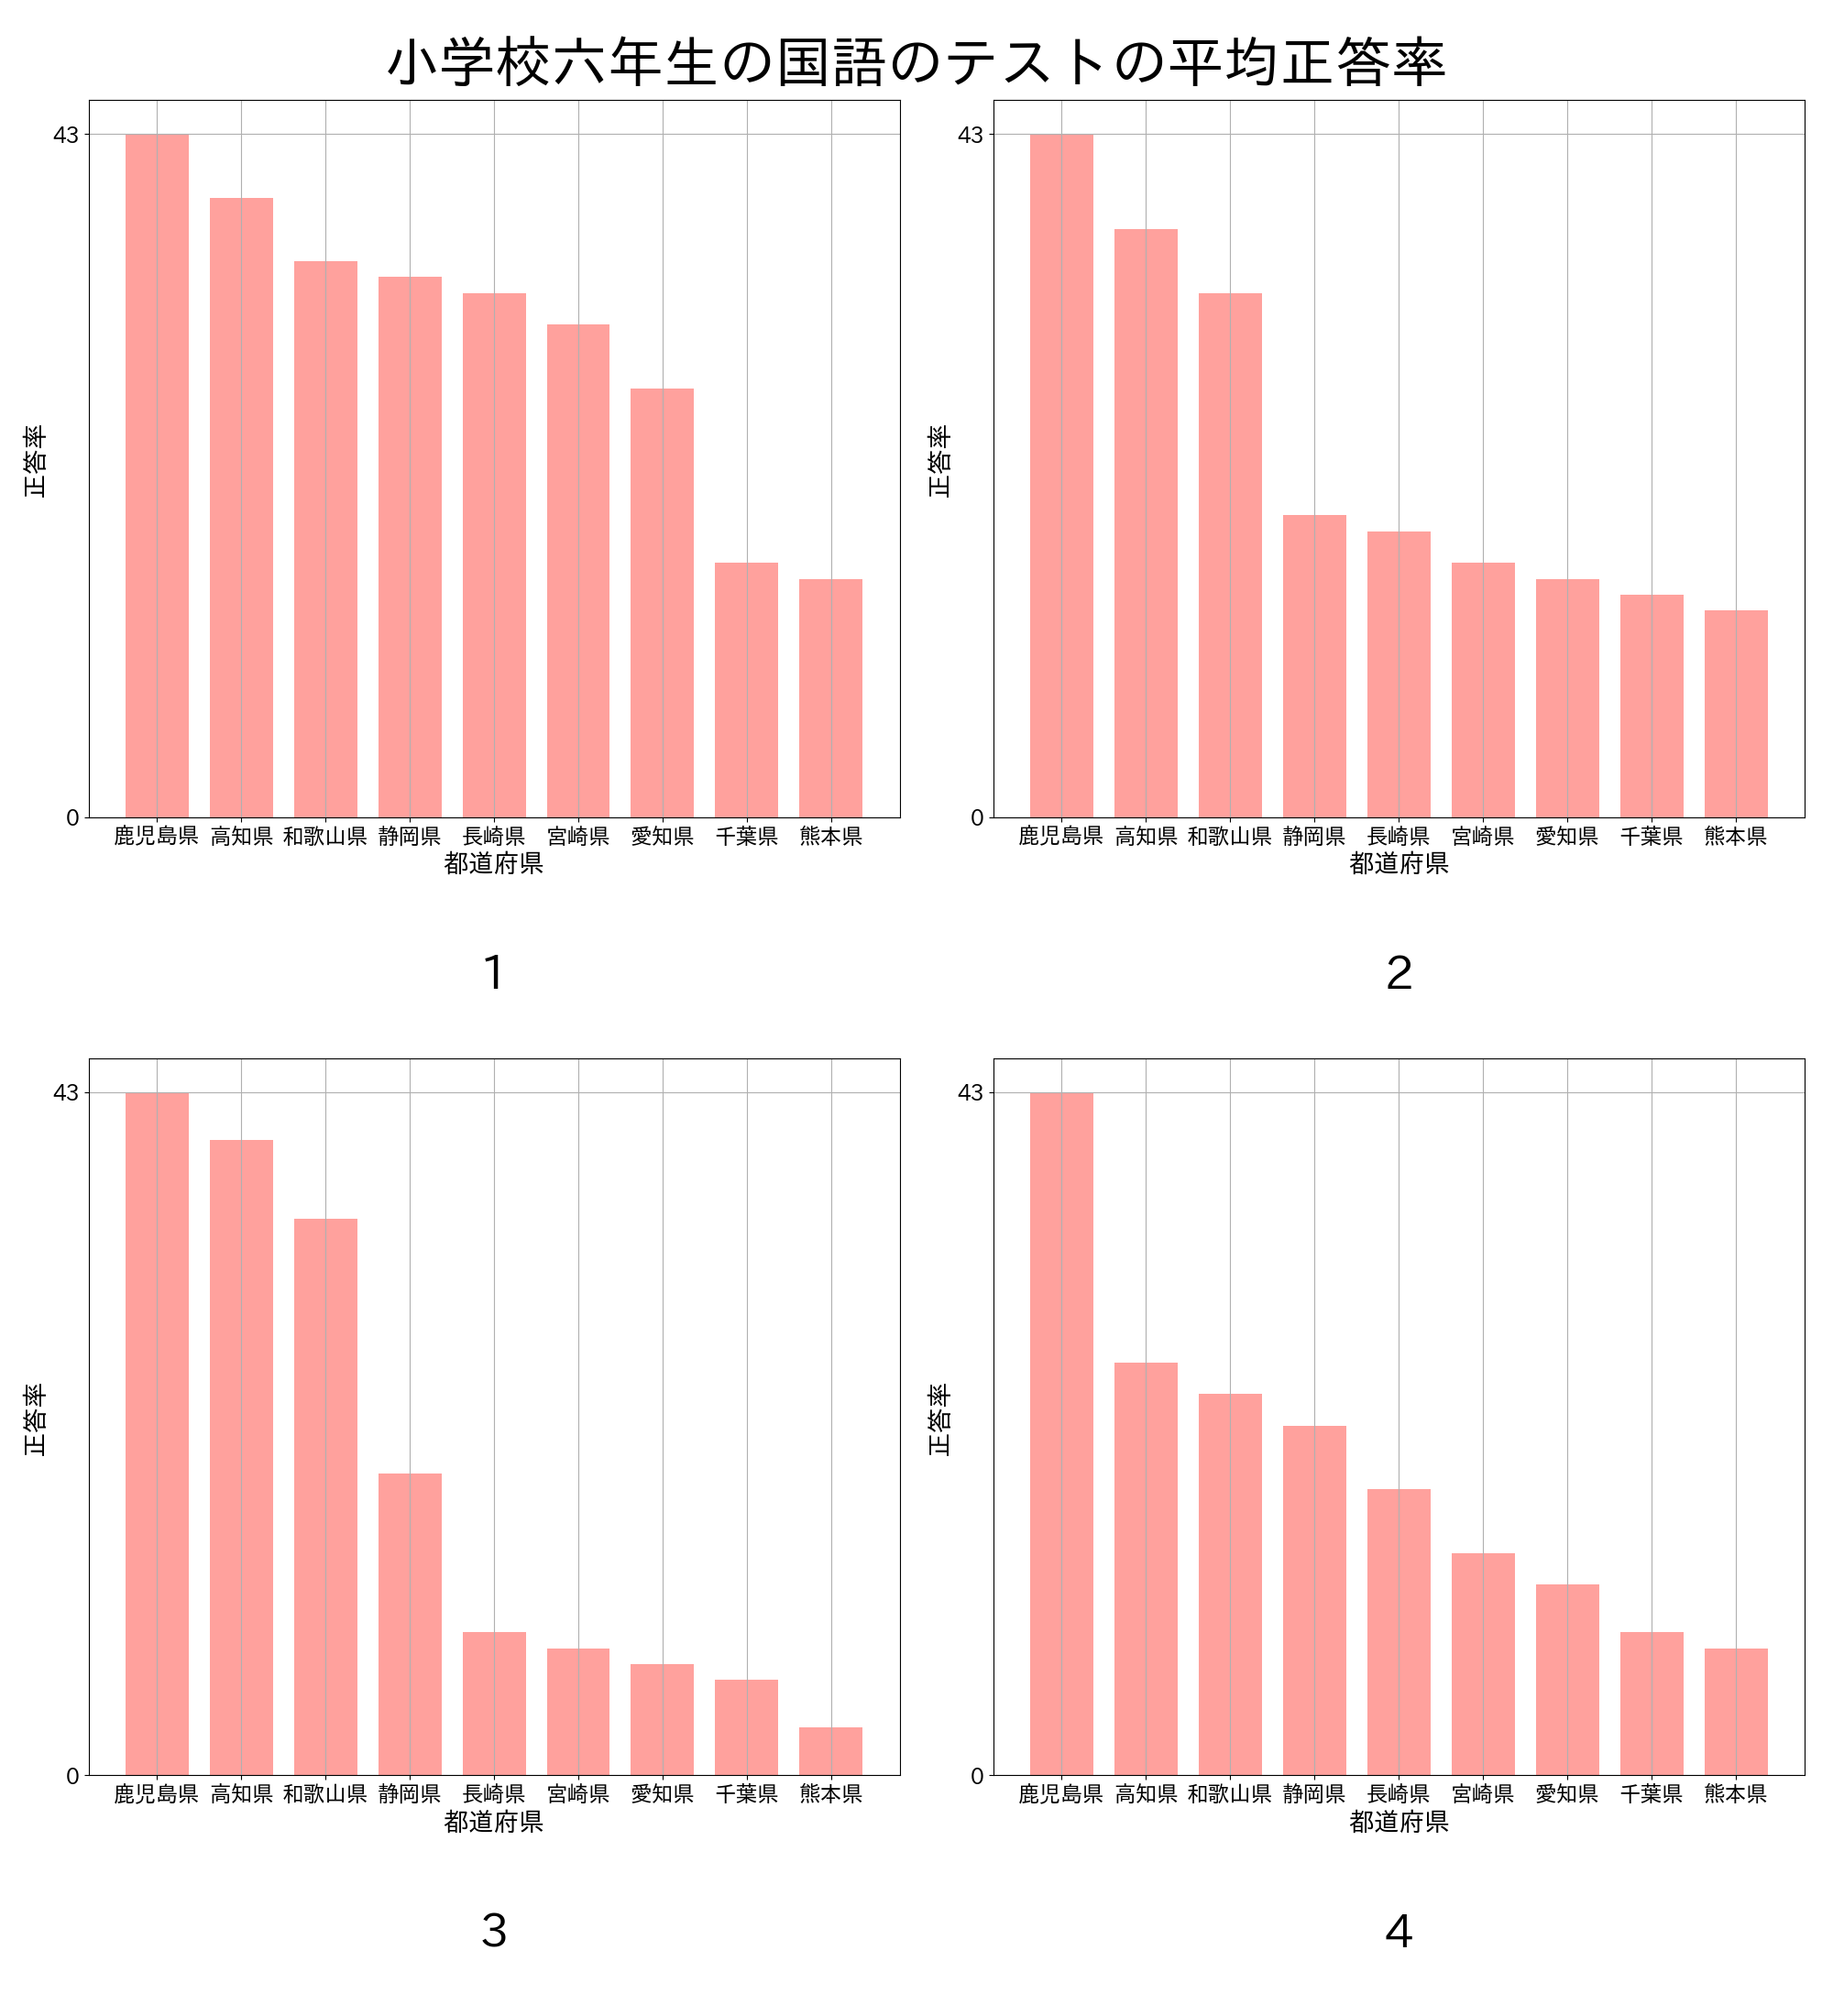 小学校六年生の国語のテストの平均正答率
43
0
正答率
鹿児島県 高知県 和歌山県 静岡県 長崎県 宮崎県 愛知県 千葉県 熊本県
都道府県
1
43
0
正答率
鹿児島県 高知県 和歌山県 静岡県 長崎県 宮崎県 愛知県 千葉県 熊本県
都道府県
2
43
0
正答率
鹿児島県 高知県 和歌山県 静岡県 長崎県 宮崎県 愛知県 千葉県 熊本県
都道府県
3
43
0
正答率
鹿児島県 高知県 和歌山県 静岡県 長崎県 宮崎県 愛知県 千葉県 熊本県
都道府県
4